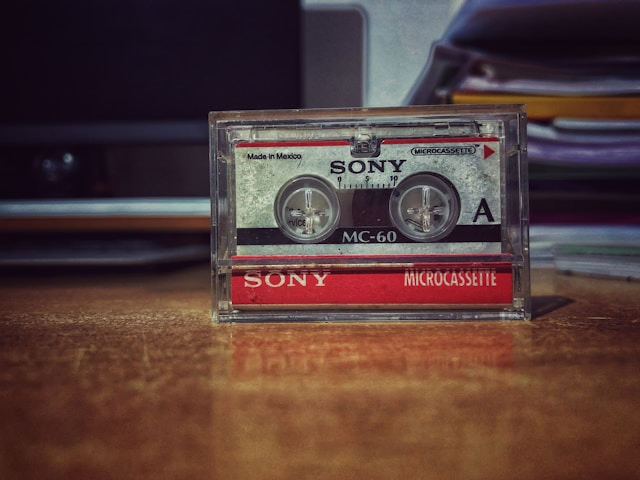 Made in Mexico
MICROCASSETTE
SONY
0 5 10
A
MC-60
SONY MICROCASSETTE